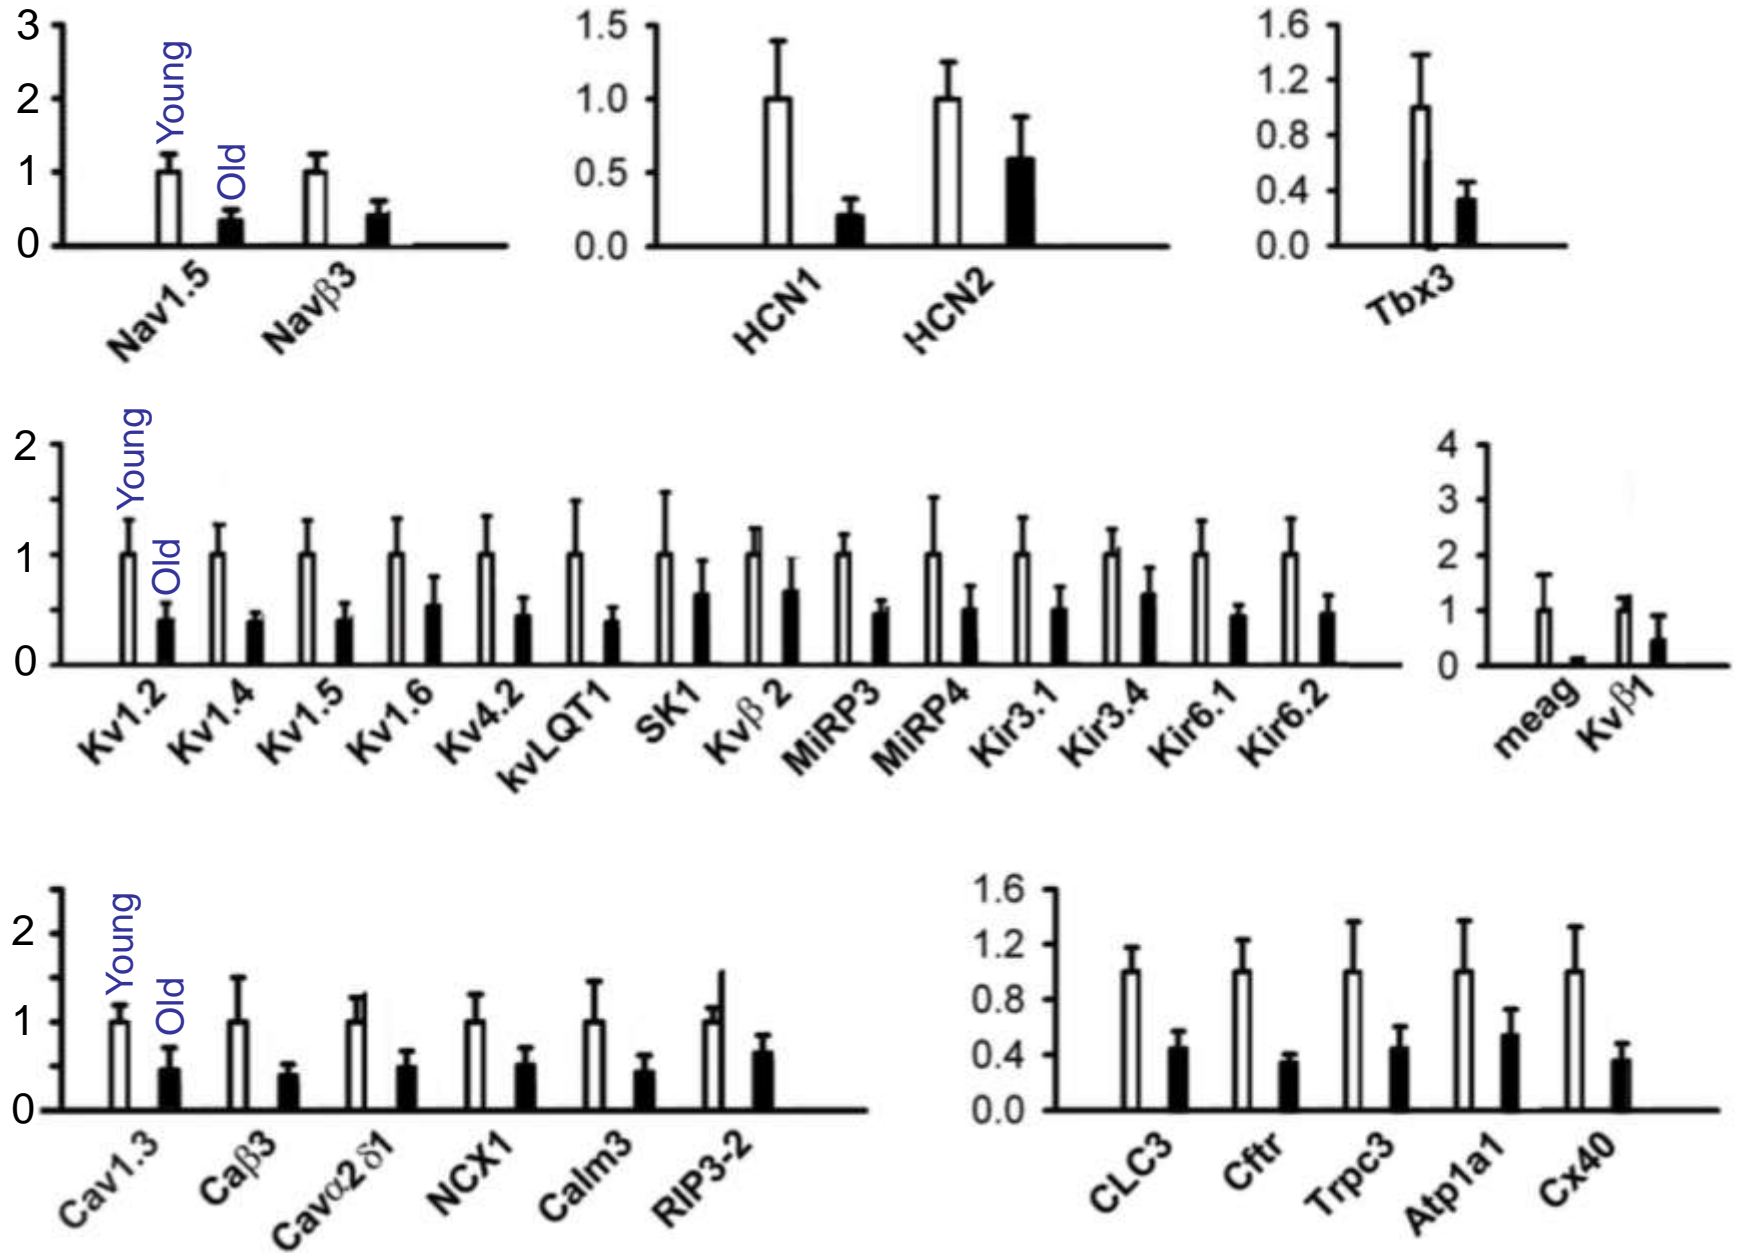 3
2
1
0
Young
Old
Nav1.5
Navβ3
1.5
1.0
0.5
0.0
HCN1
HCN2
1.6
1.2
0.8
0.4
0.0
Tbx3
2
1
0
Young
Old
Kv1.2
Kv1.4
Kv1.5
Kv1.6
Kv4.2
kvLQT1
SK1
Kvβ 2
MiRP3
MiRP4
Kir3.1
Kir3.4
Kir6.1
Kir6.2
4
3
2
1
0
meag
Kvβ1
2
1
0
Young
Old
Cav1.3
Caβ3
Cavα2δ1
NCX1
Calm3
RIP3-2
1.6
1.2
0.8
0.4
0.0
CLC3
Cftr
Trpc3
Atp1a1
Cx40